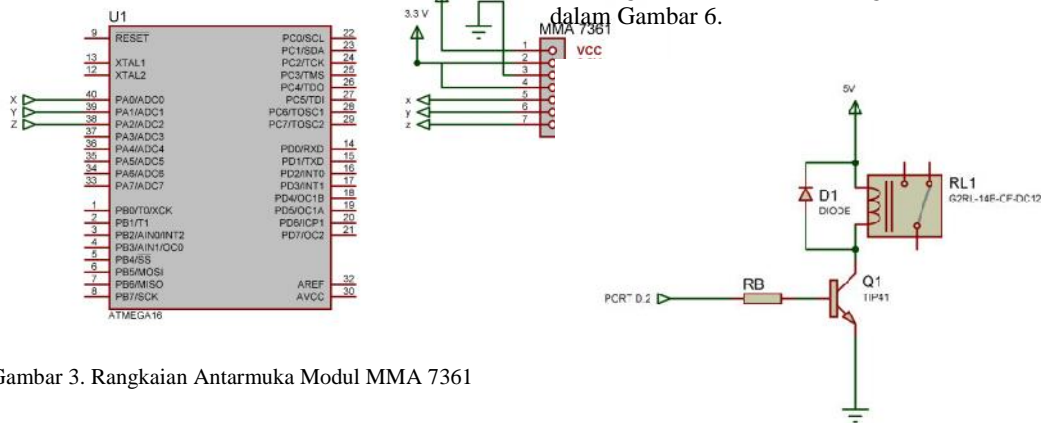 U1
9 RESET
13 XTAL1
12 XTAL2
40 PA0/ADC0
39 PA1/ADC1
38 PA2/ADC2
37 PA3/ADC3
36 PA4/ADC4
35 PA5/ADC5
34 PA6/ADC6
33 PA7/ADC7
1 PB0/T0/XCK
2 PB1/T1
3 PB2/AIN0/INT2
4 PB3/AIN1/OC0
5 PB4/SS
6 PB5/MOSI
7 PB6/MISO
8 PB7/SCK
PC0/SCL 22
PC1/SDA 23
PC2/TCK 24
PC3/TMS 25
PC4/TDO 26
PC5/TDI 27
PC6/TOSC1 28
PC7/TOSC2 29
PD0/RXD 14
PD1/TXD 15
PD2/INT0 16
PD3/INT1 17
PD4/OC1B 18
PD5/OC1A 19
PD6/ICP1 20
PD7/OC2 21
AREF 32
AVCC 30
ATMEGA16
X
Y
Z
3.3 V
MMA 7361
1 VCC
2
3
4
5
6
7
x
y
z
Gambar 3. Rangkaian Antarmuka Modul MMA 7361
dalam Gambar 6.
5V
D1
DIODE
RL1
G2RL-14B-CF-DC12
RB
PORT 0.2
Q1
TIP41